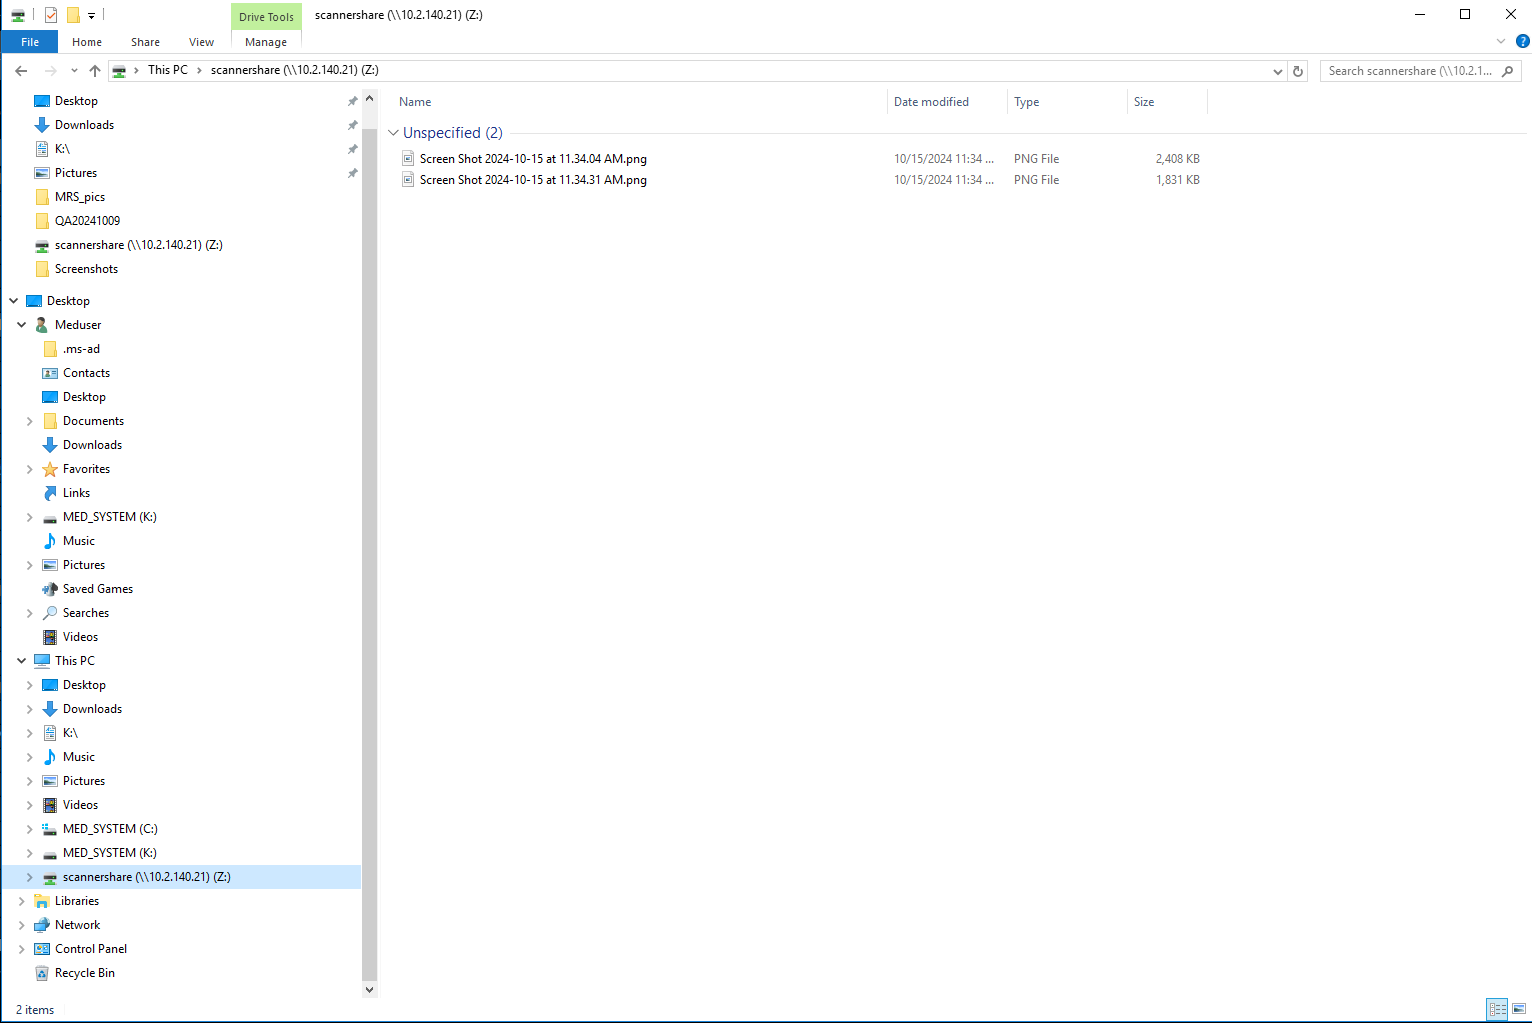 Drive Tools
scannershare (\\10.2.140.21) (Z:)
File Home Share View Manage
This PC scannershare (\\10.2.140.21) (Z:)
Search scannershare (\\10.2.1...
Desktop
Downloads
K:\
Pictures
MRS_pics
QA20241009
scannershare (\\10.2.140.21) (Z:)
Screenshots
Desktop
Meduser
.ms-ad
Contacts
Desktop
Documents
Downloads
Favorites
Links
MED_SYSTEM (K:)
Music
Pictures
Saved Games
Searches
Videos
This PC
Desktop
Downloads
K:\
Music
Pictures
Videos
MED_SYSTEM (C:)
MED_SYSTEM (K:)
scannershare (\\10.2.140.21) (Z:)
Libraries
Network
Control Panel
Recycle Bin
Name Date modified Type Size
Unspecified (2)
Screen Shot 2024-10-15 at 11.34.04 AM.png 10/15/2024 11:34 ... PNG File 2,408 KB
Screen Shot 2024-10-15 at 11.34.31 AM.png 10/15/2024 11:34 ... PNG File 1,831 KB
2 items